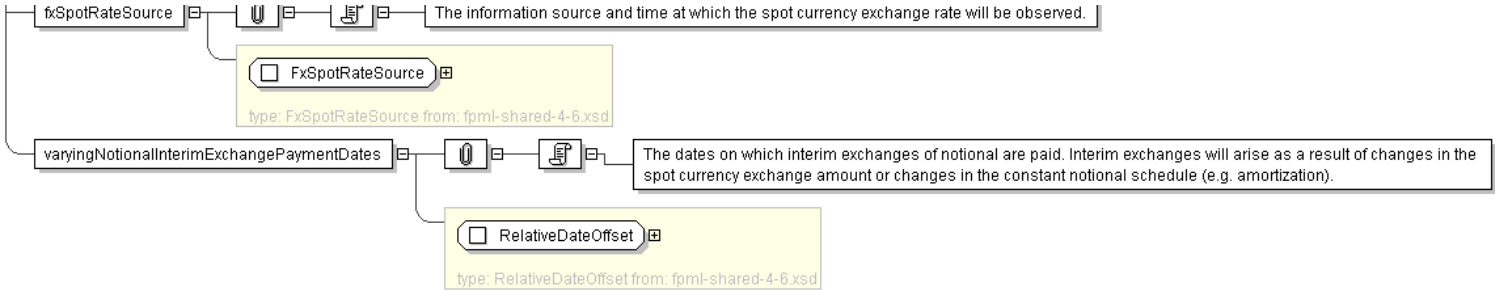 fxSpotRateSource
The information source and time at which the spot currency exchange rate will be observed.
FxSpotRateSource
type: FxSpotRateSource from: fpml-shared-4-6.xsd
varyingNotionalInterimExchangePaymentDates
The dates on which interim exchanges of notional are paid. Interim exchanges will arise as a result of changes in the
spot currency exchange amount or changes in the constant notional schedule (e.g. amortization).
RelativeDateOffset
type: RelativeDateOffset from: fpml-shared-4-6.xsd